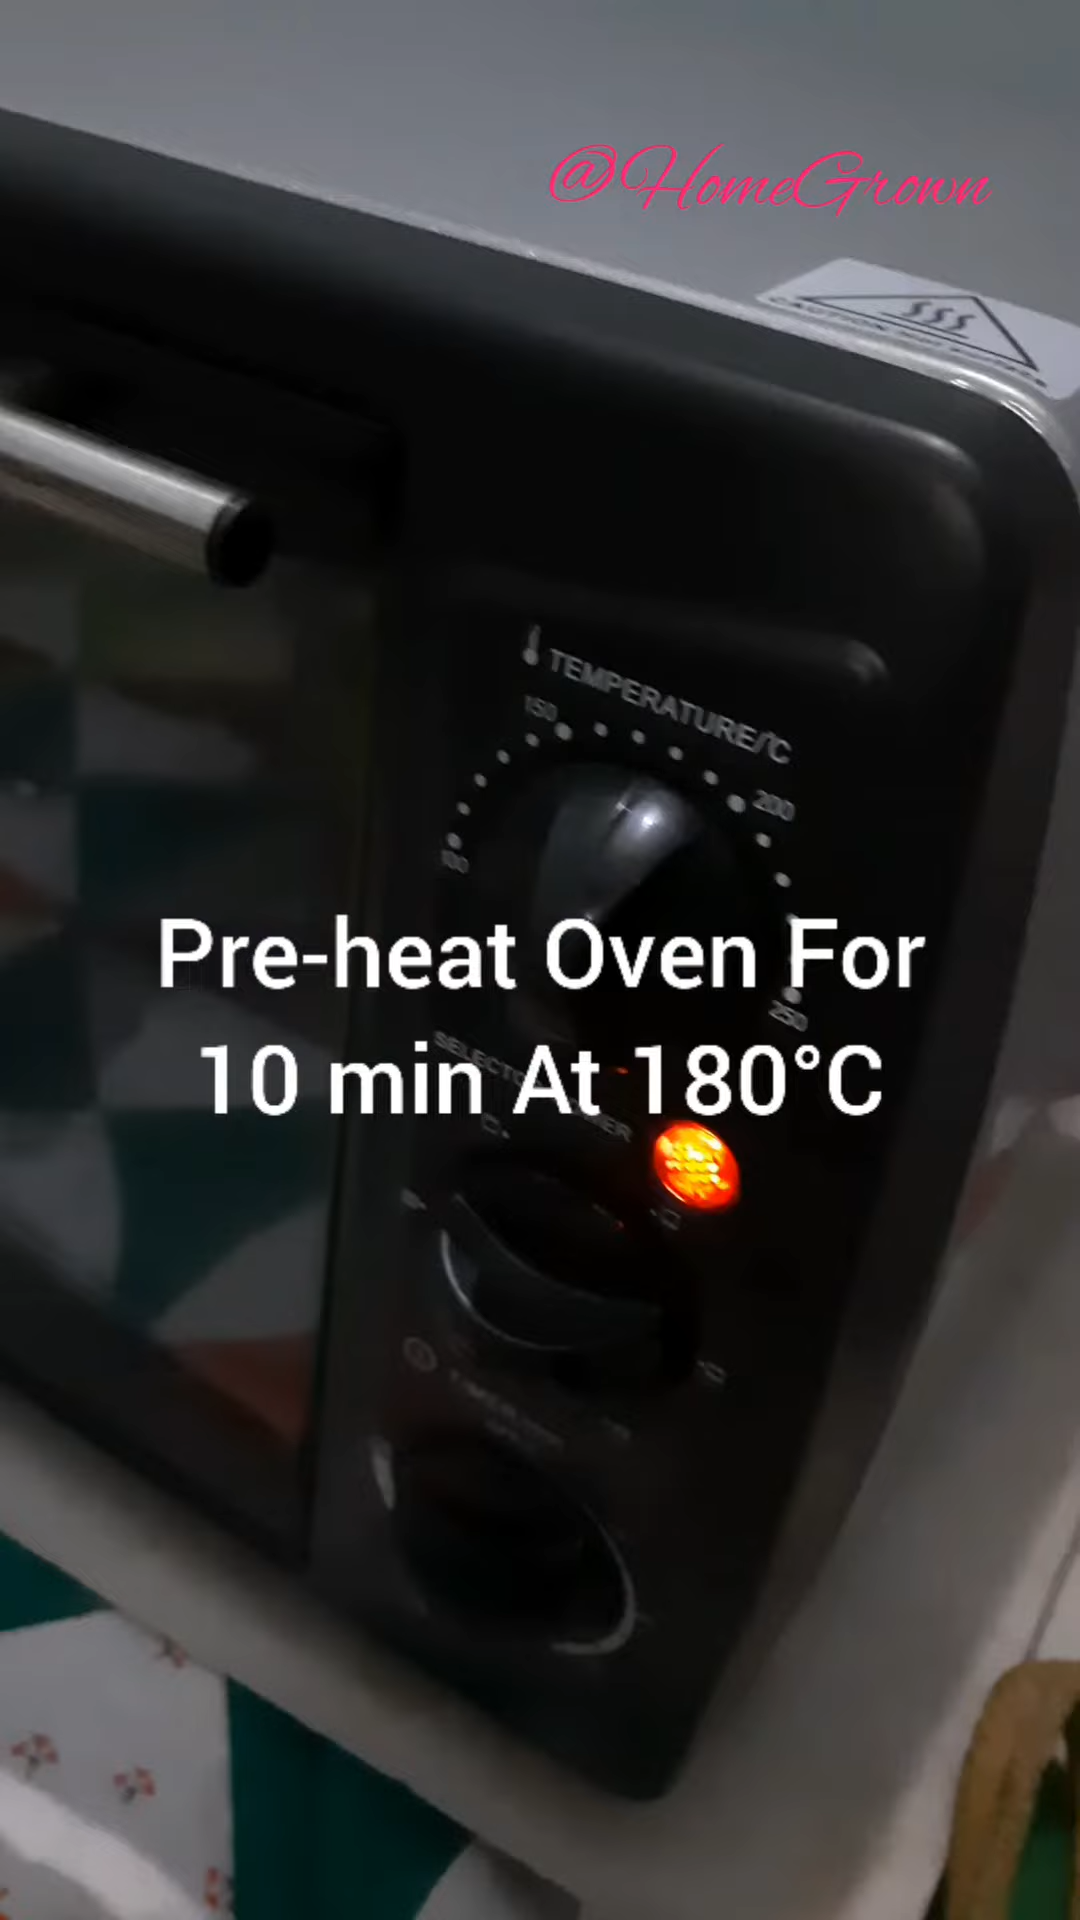 @HomeGrown
TEMPERATURE/°C
150
200
100
Pre-heat Oven For
250
10 min At 180°C